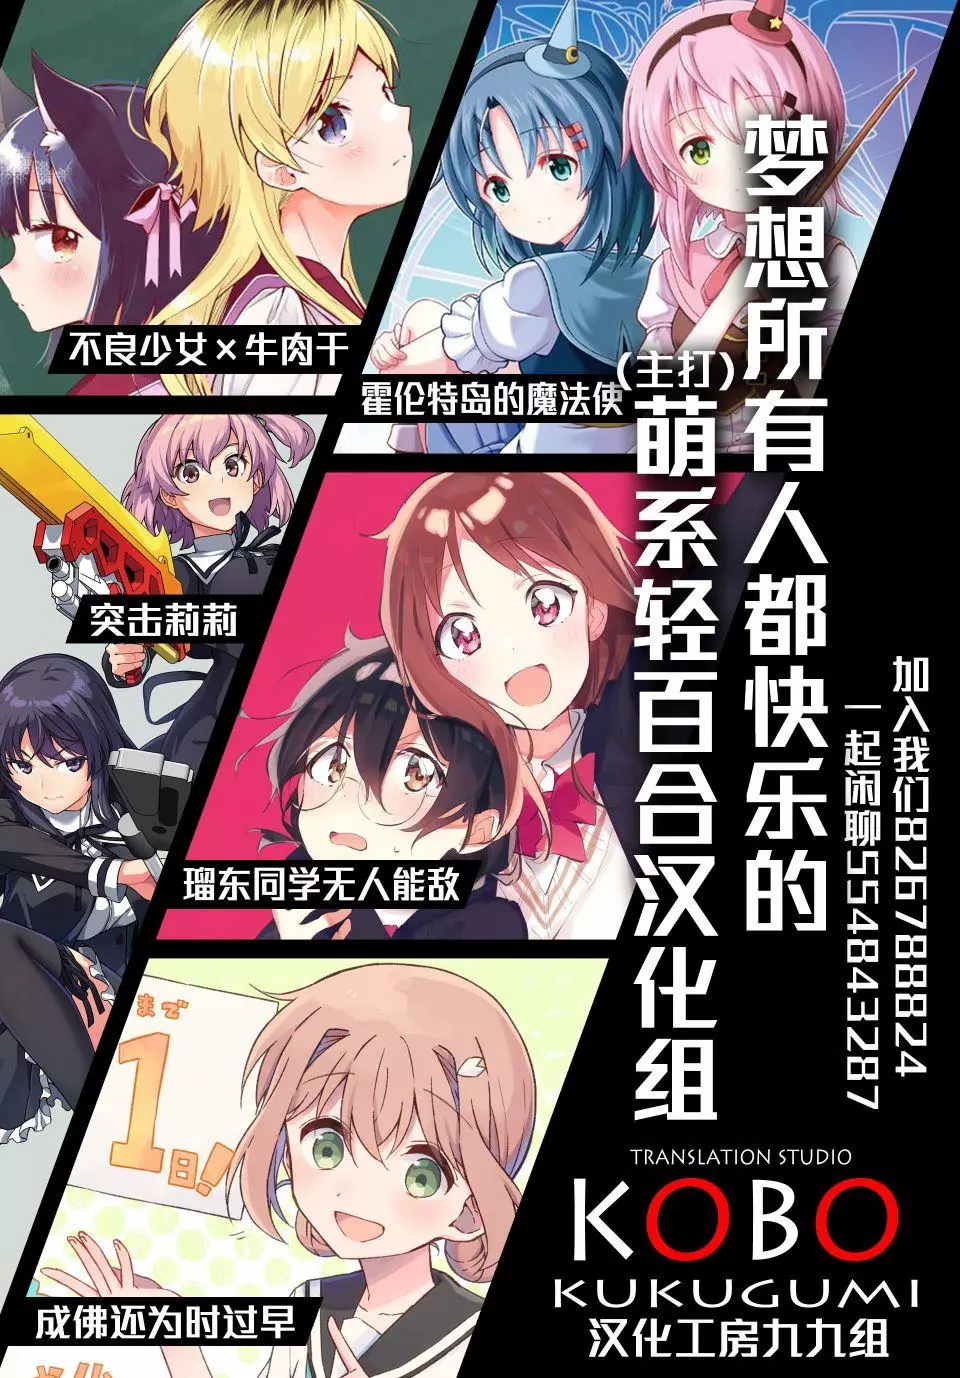 不良少女×牛肉干
霍伦特岛的魔法使
梦想所有人都快乐的
(主打)萌系轻百合汉化组
突击莉莉
瑠东同学无人能敌
加入我们826788824
一起闲聊554843287
まで
1
日!
成佛还为时过早
TRANSLATION STUDIO
KOBO
KUKUGUMI
汉化工房九九组